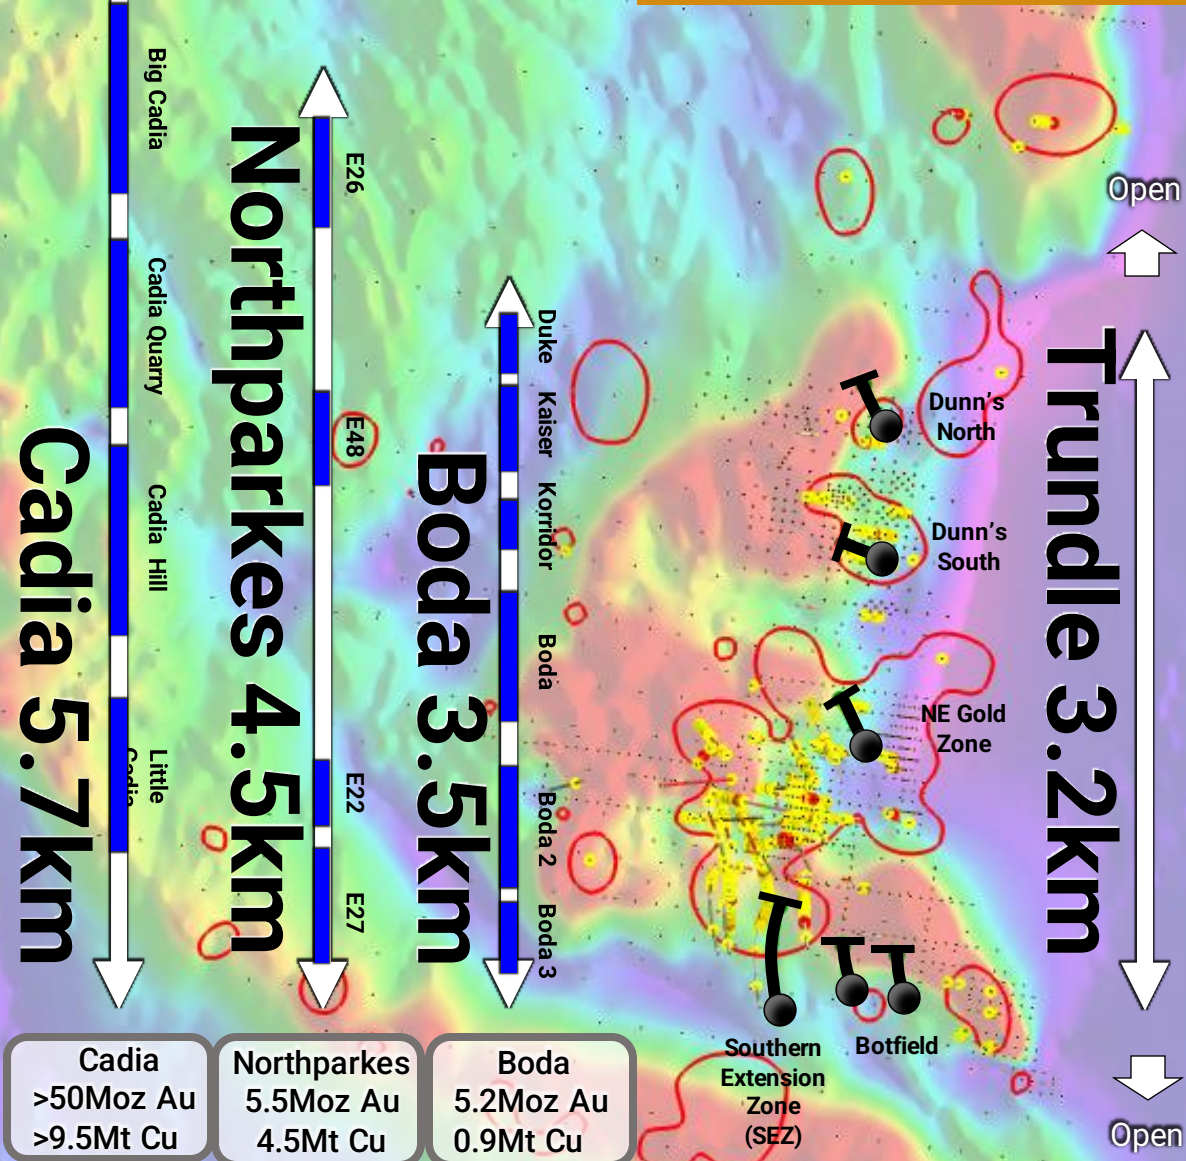 Big Cadia
Cadia Quarry
Cadia Hill
Little
Cadia
Cadia 5.7km
E26
E48
E22
E27
Northparkes 4.5km
Duke
Kaiser
Korridor
Boda
Boda 2
Boda 3
Boda 3.5km
Open
Trundle 3.2km
Dunn's
North
Dunn's
South
NE Gold
Zone
Southern
Extension
Zone
(SEZ)
Botfield
Open
Cadia
>50Moz Au
>9.5Mt Cu
Northparkes
5.5Moz Au
4.5Mt Cu
Boda
5.2Moz Au
0.9Mt Cu